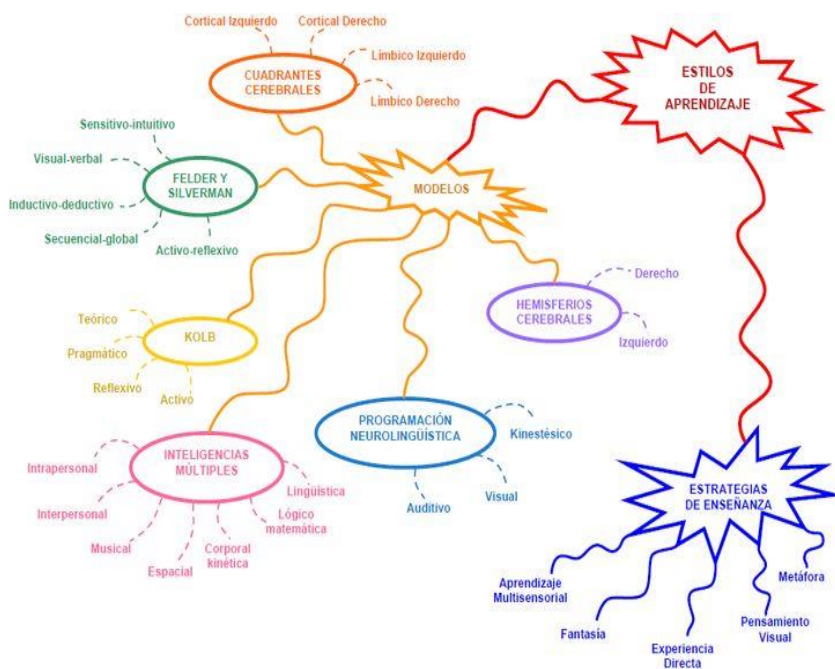 Cortical Izquierdo
Cortical Derecho
Límbico Izquierdo
Límbico Derecho
CUADRANTES
CEREBRALES
ESTILOS
DE
APRENDIZAJE
Sensitivo-intuitivo
Visual-verbal
Inductivo-deductivo
Secuencial-global
Activo-reflexivo
FELDER Y
SILVERMAN
MODELOS
Derecho
Izquierdo
HEMISFERIOS
CEREBRALES
Teórico
Pragmático
Reflexivo
Activo
KOLB
PROGRAMACIÓN
NEUROLINGÜÍSTICA
Kinestésico
Visual
Auditivo
INTELIGENCIAS
MÚLTIPLES
Intrapersonal
Interpersonal
Musical
Espacial
Corporal
kinética
Lógico
matemática
Lingüística
ESTRATEGIAS
DE ENSEÑANZA
Aprendizaje
Multisensorial
Fantasía
Experiencia
Directa
Pensamiento
Visual
Metáfora